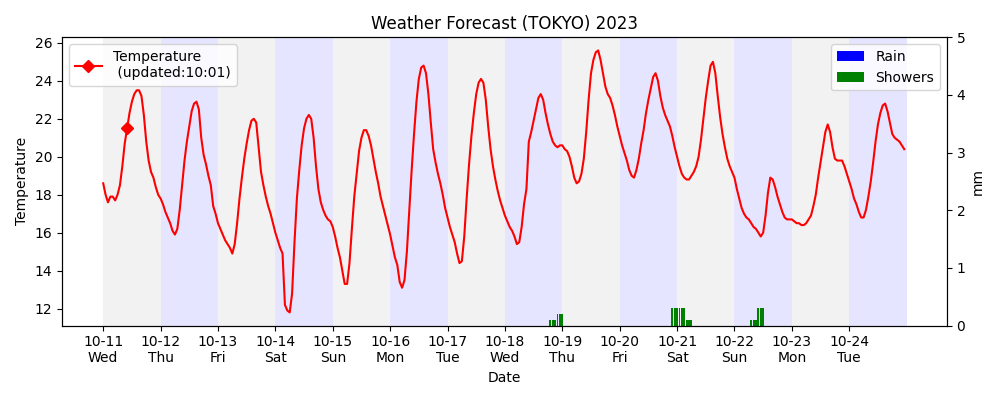 Weather Forecast (TOKYO) 2023
Temperature
(updated:10:01)
Rain
Showers
26
24
22
20
18
16
14
12
Temperature
5
4
3
2
1
0
mm
10-11 10-12 10-13 10-14 10-15 10-16 10-17 10-18 10-19 10-20 10-21 10-22 10-23 10-24
Wed Thu Fri Sat Sun Mon Tue Wed Thu Fri Sat Sun Mon Tue
Date